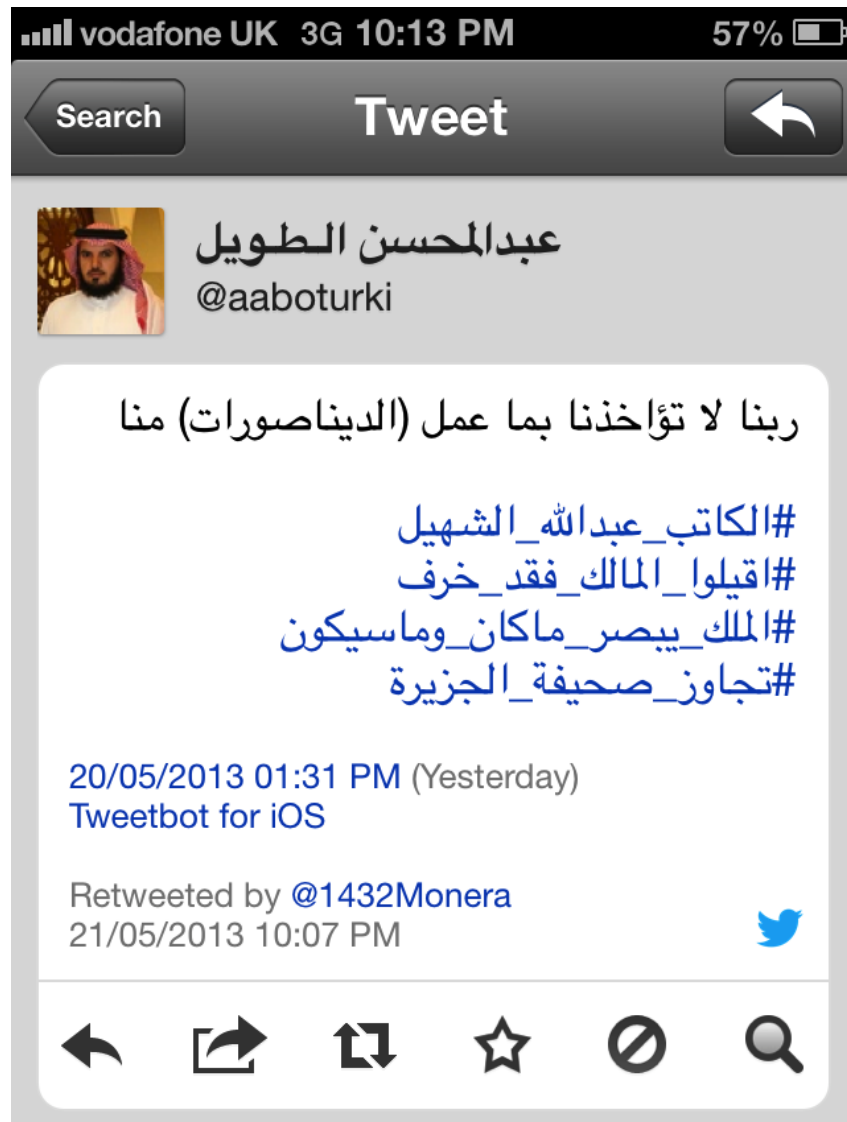 vodafone UK 3G 10:13 PM 57%
Search Tweet
عبدالمحسن الطويل
@aaboturki
ربنا لا تؤاخذنا بما عمل (الديناصورات) منا
#الكاتب_عبدالله_الشهيل
#اقيلوا_المالك_فقد_خرف
#الملك_يبصر_ماكان_وماسيكون
#تجاوز_صحيفة_الجزيرة
20/05/2013 01:31 PM (Yesterday)
Tweetbot for iOS
Retweeted by @1432Monera
21/05/2013 10:07 PM